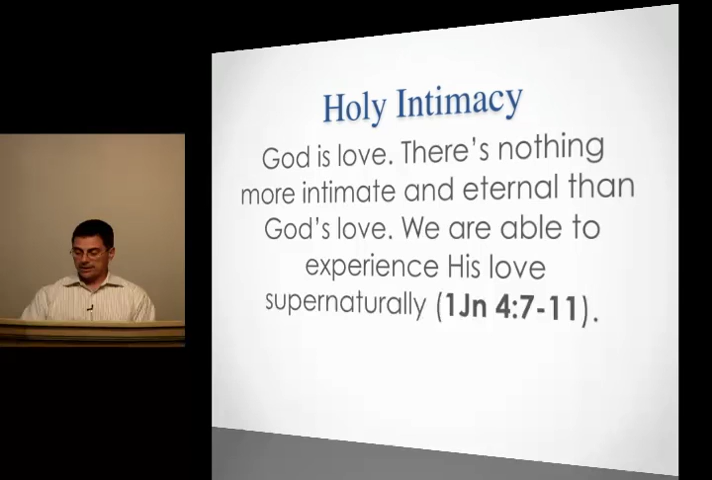 Holy Intimacy
God is love. There's nothing
more intimate and eternal than
God's love. We are able to
experience His love
supernaturally (1Jn 4:7-11).